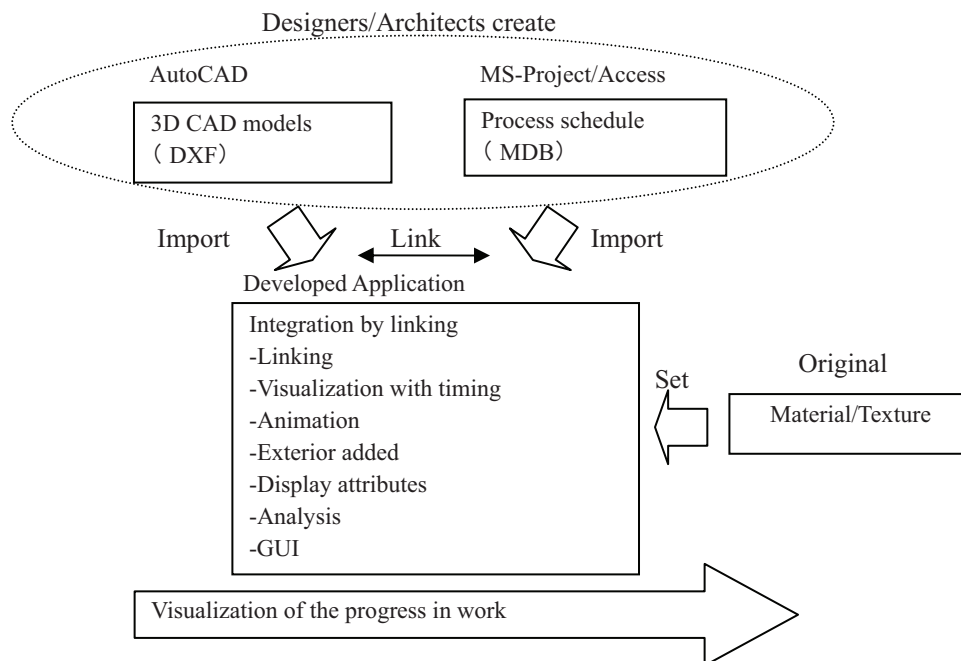 Designers/Architects create
AutoCAD
MS-Project/Access
3D CAD models
( DXF)
Process schedule
( MDB)
Import
Link
Import
Developed Application
Integration by linking
-Linking
-Visualization with timing
-Animation
-Exterior added
-Display attributes
-Analysis
-GUI
Set
Original
Material/Texture
Visualization of the progress in work